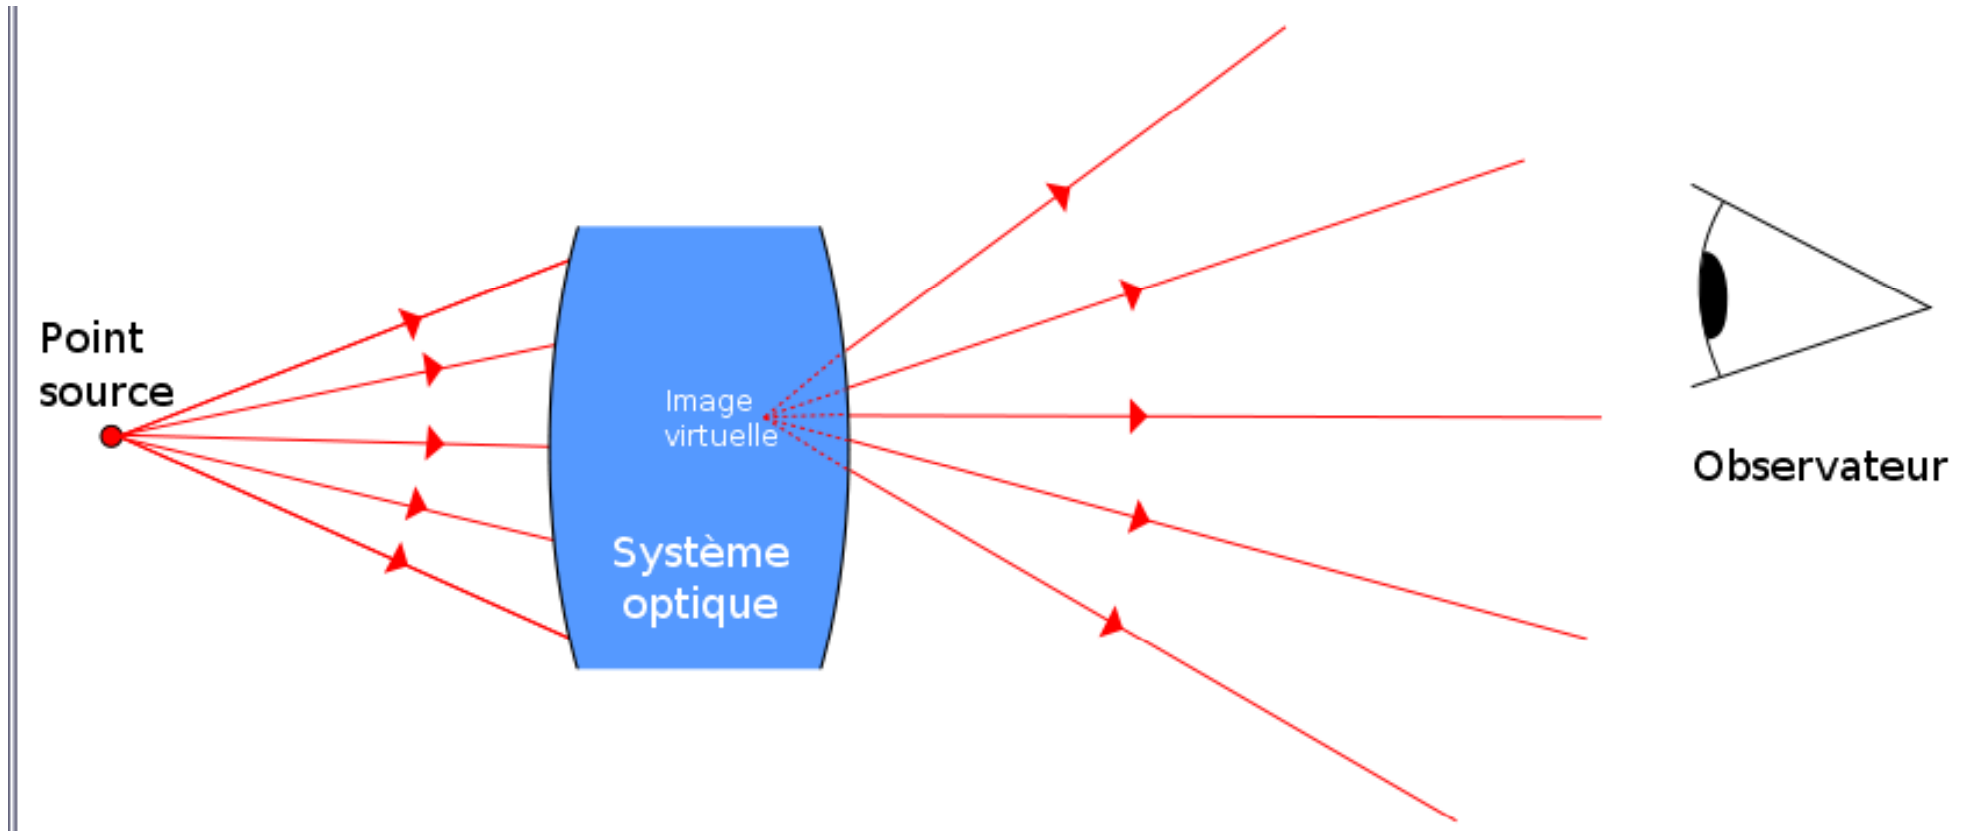 Point
source
Image
virtuelle
Système
optique
Observateur